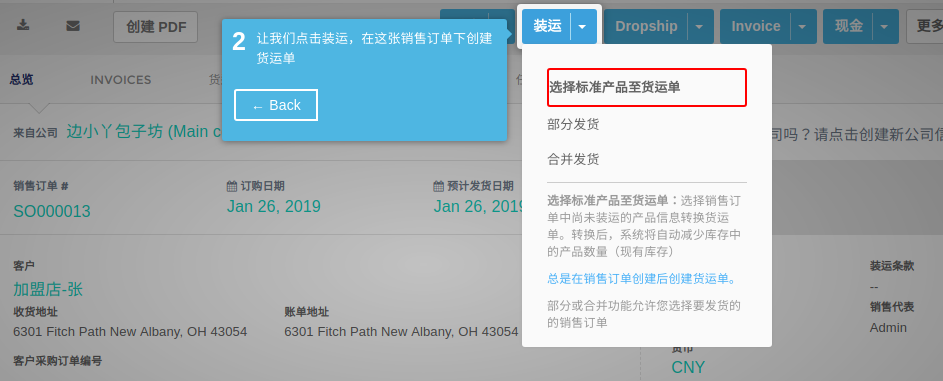 创建 PDF
装运
Dropship
Invoice
现金
更多
2 让我们点击装运，在这张销售订单下创建
货运单
← Back
总览
INVOICES
选择标准产品至货运单
部分发货
合并发货
选择标准产品至货运单：选择销售订
单中尚未装运的产品信息转换货运
单。转换后，系统将自动减少库存中
的产品数量（现有库存）
总是在销售订单创建后创建货运单。
部分或合并功能允许您选择要发货的
的销售订单
来自公司 边小丫包子坊 (Main c
司吗？请点击创建新公司信
销售订单 #
SO000013
订购日期
Jan 26, 2019
预计发货日期
Jan 26, 201
客户
加盟店-张
收货地址
6301 Fitch Path New Albany, OH 43054
账单地址
6301 Fitch Path New Albany, OH 43054
客户采购订单编号
装运条款
--
销售代表
Admin
货币
CNY